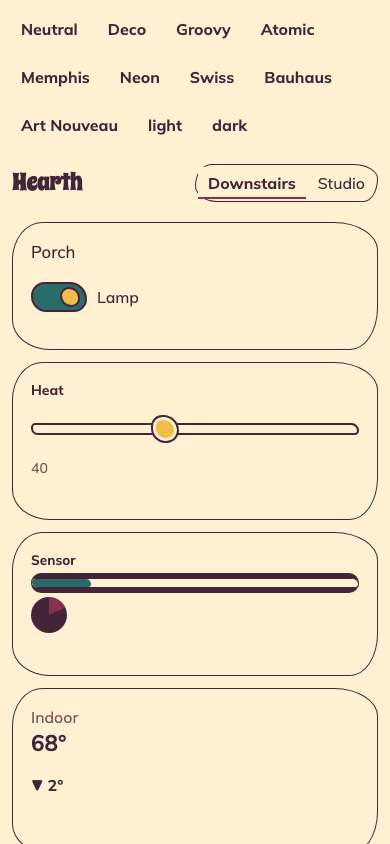 Neutral Deco Groovy Atomic
Memphis Neon Swiss Bauhaus
Art Nouveau light dark
Hearth Downstairs Studio
Porch
Lamp
Heat
40
Sensor
Indoor
68°
▼ 2°